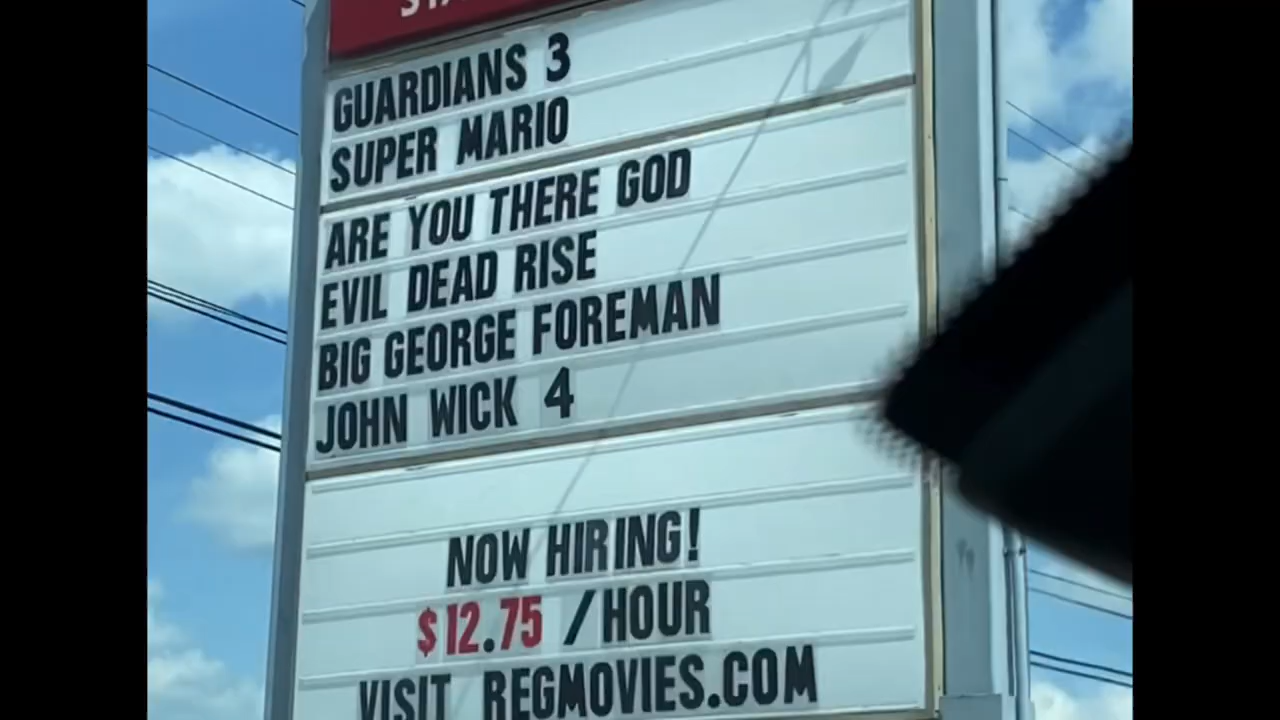 GUARDIANS 3
SUPER MARIO
ARE YOU THERE GOD
EVIL DEAD RISE
BIG GEORGE FOREMAN
JOHN WICK 4
NOW HIRING!
$12.75 /HOUR
VISIT REGMOVIES.COM